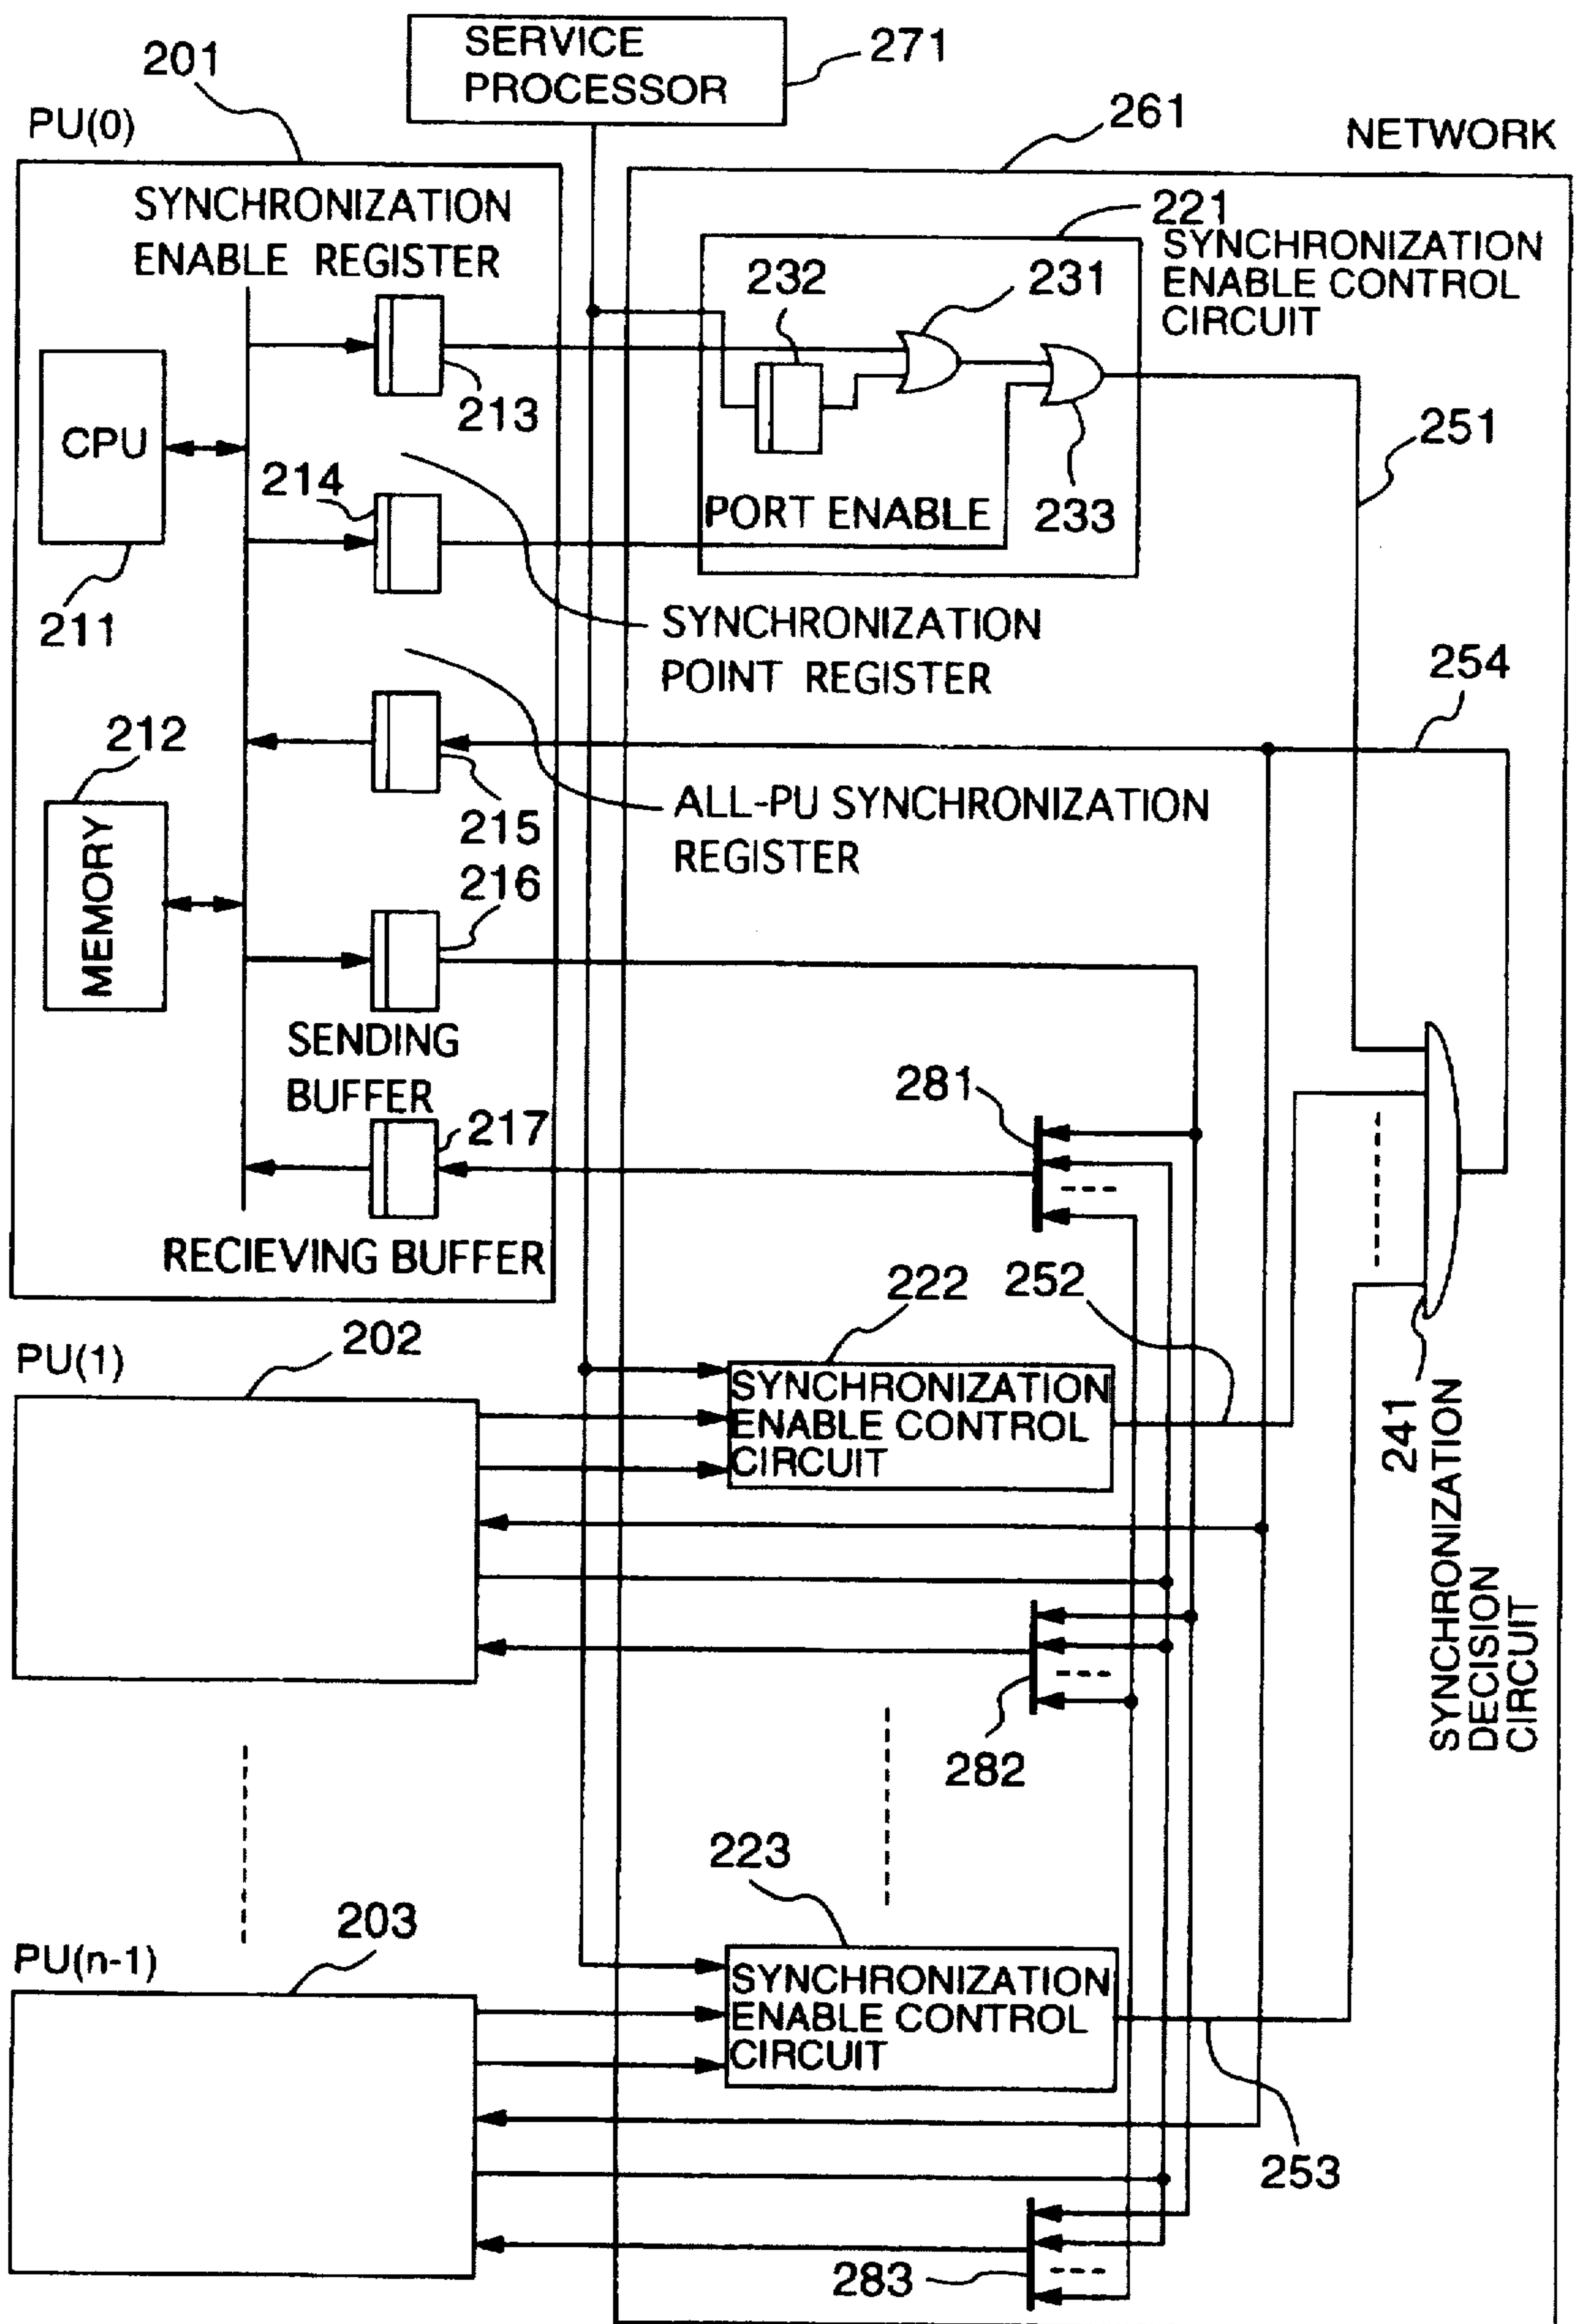 SERVICE
PROCESSOR
271
201
PU(0)
261
NETWORK
SYNCHRONIZATION
ENABLE REGISTER
221
SYNCHRONIZATION
ENABLE CONTROL
CIRCUIT
232
231
213
CPU
214
PORT ENABLE
233
251
211
SYNCHRONIZATION
POINT REGISTER
254
212
MEMORY
215
ALL-PU SYNCHRONIZATION
REGISTER
216
SENDING
BUFFER
281
217
RECIEVING BUFFER
222
252
241
SYNCHRONIZATION
DECISION
CIRCUIT
PU(1)
202
SYNCHRONIZATION
ENABLE CONTROL
CIRCUIT
282
223
PU(n-1)
203
SYNCHRONIZATION
ENABLE CONTROL
CIRCUIT
253
283